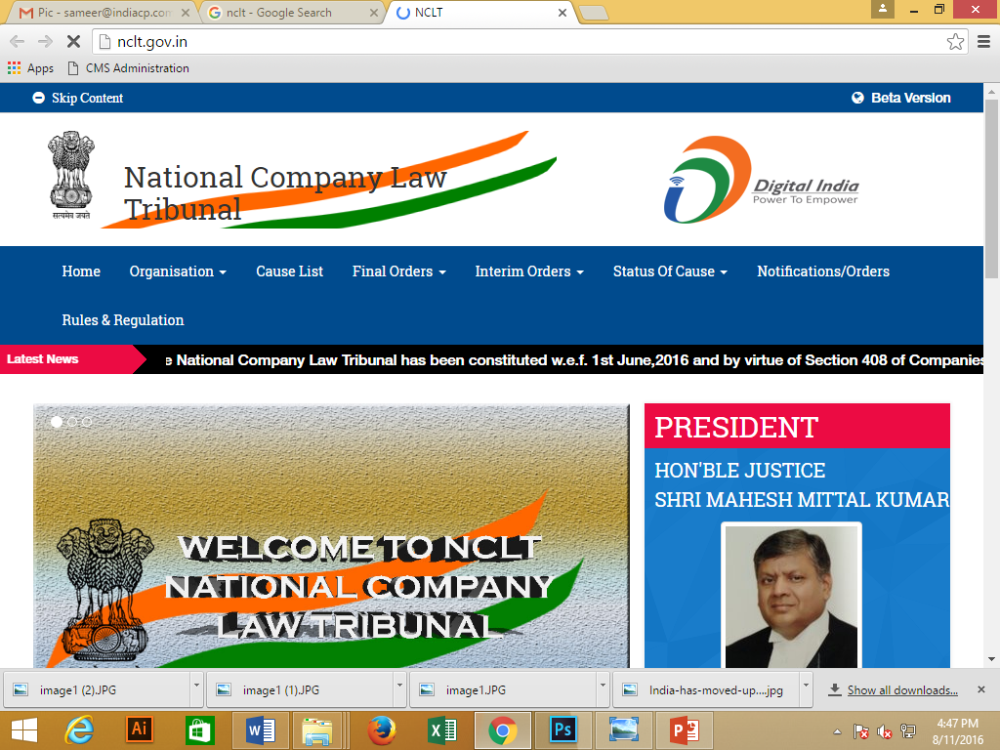 Pic - sameer@indiacp.com
nclt - Google Search
NCLT
nclt.gov.in
Apps
CMS Administration
Skip Content
Beta Version
सत्यमेव जयते
National Company Law
Tribunal
Digital India
Power To Empower
Home
Organisation
Cause List
Final Orders
Interim Orders
Status Of Cause
Notifications/Orders
Rules & Regulation
Latest News
e National Company Law Tribunal has been constituted w.e.f. 1st June,2016 and by virtue of Section 408 of Companies
WELCOME TO NCLT
NATIONAL COMPANY
LAW TRIBUNAL
PRESIDENT
HON'BLE JUSTICE
SHRI MAHESH MITTAL KUMAR
image1 (2).JPG
image1 (1).JPG
image1.JPG
India-has-moved-up....jpg
Show all downloads...
Ai
Ps
4:47 PM
8/11/2016